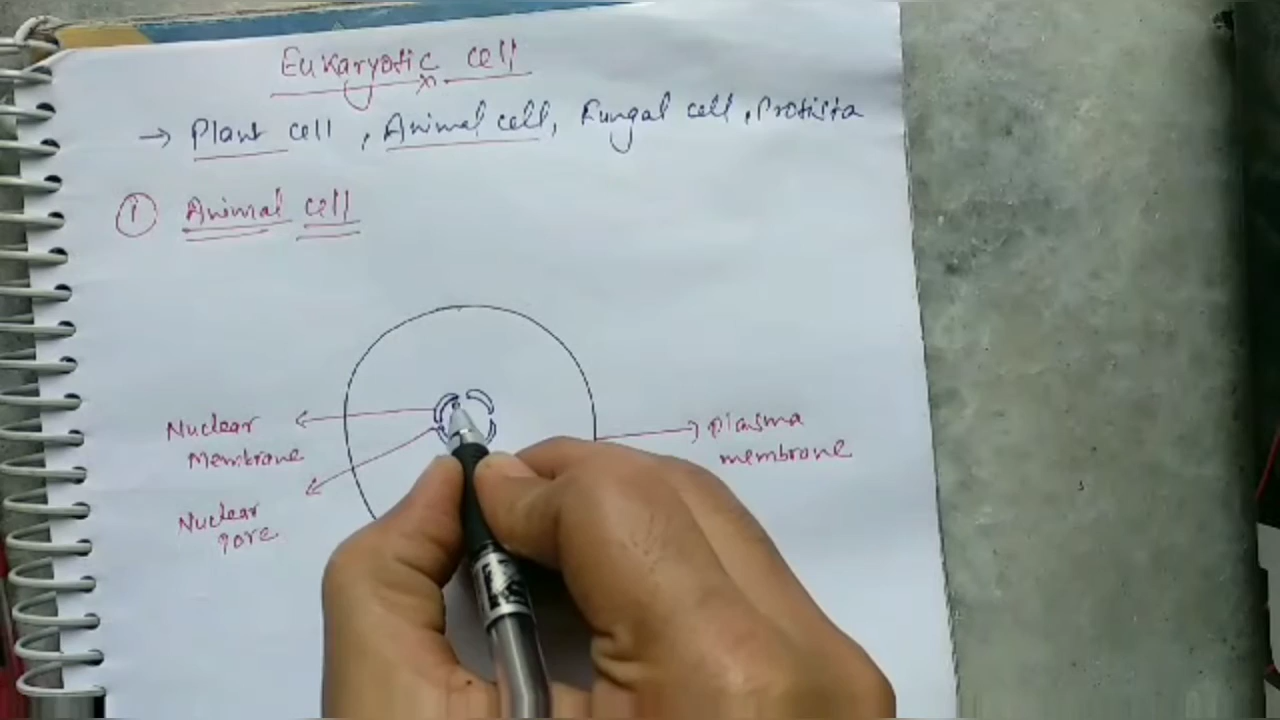 Eukaryotic cell
→ Plant cell, Animal cell, Fungal cell, Protista
① Animal cell
Nuclear
Membrane
Nuclear
pore
plasma
membrane